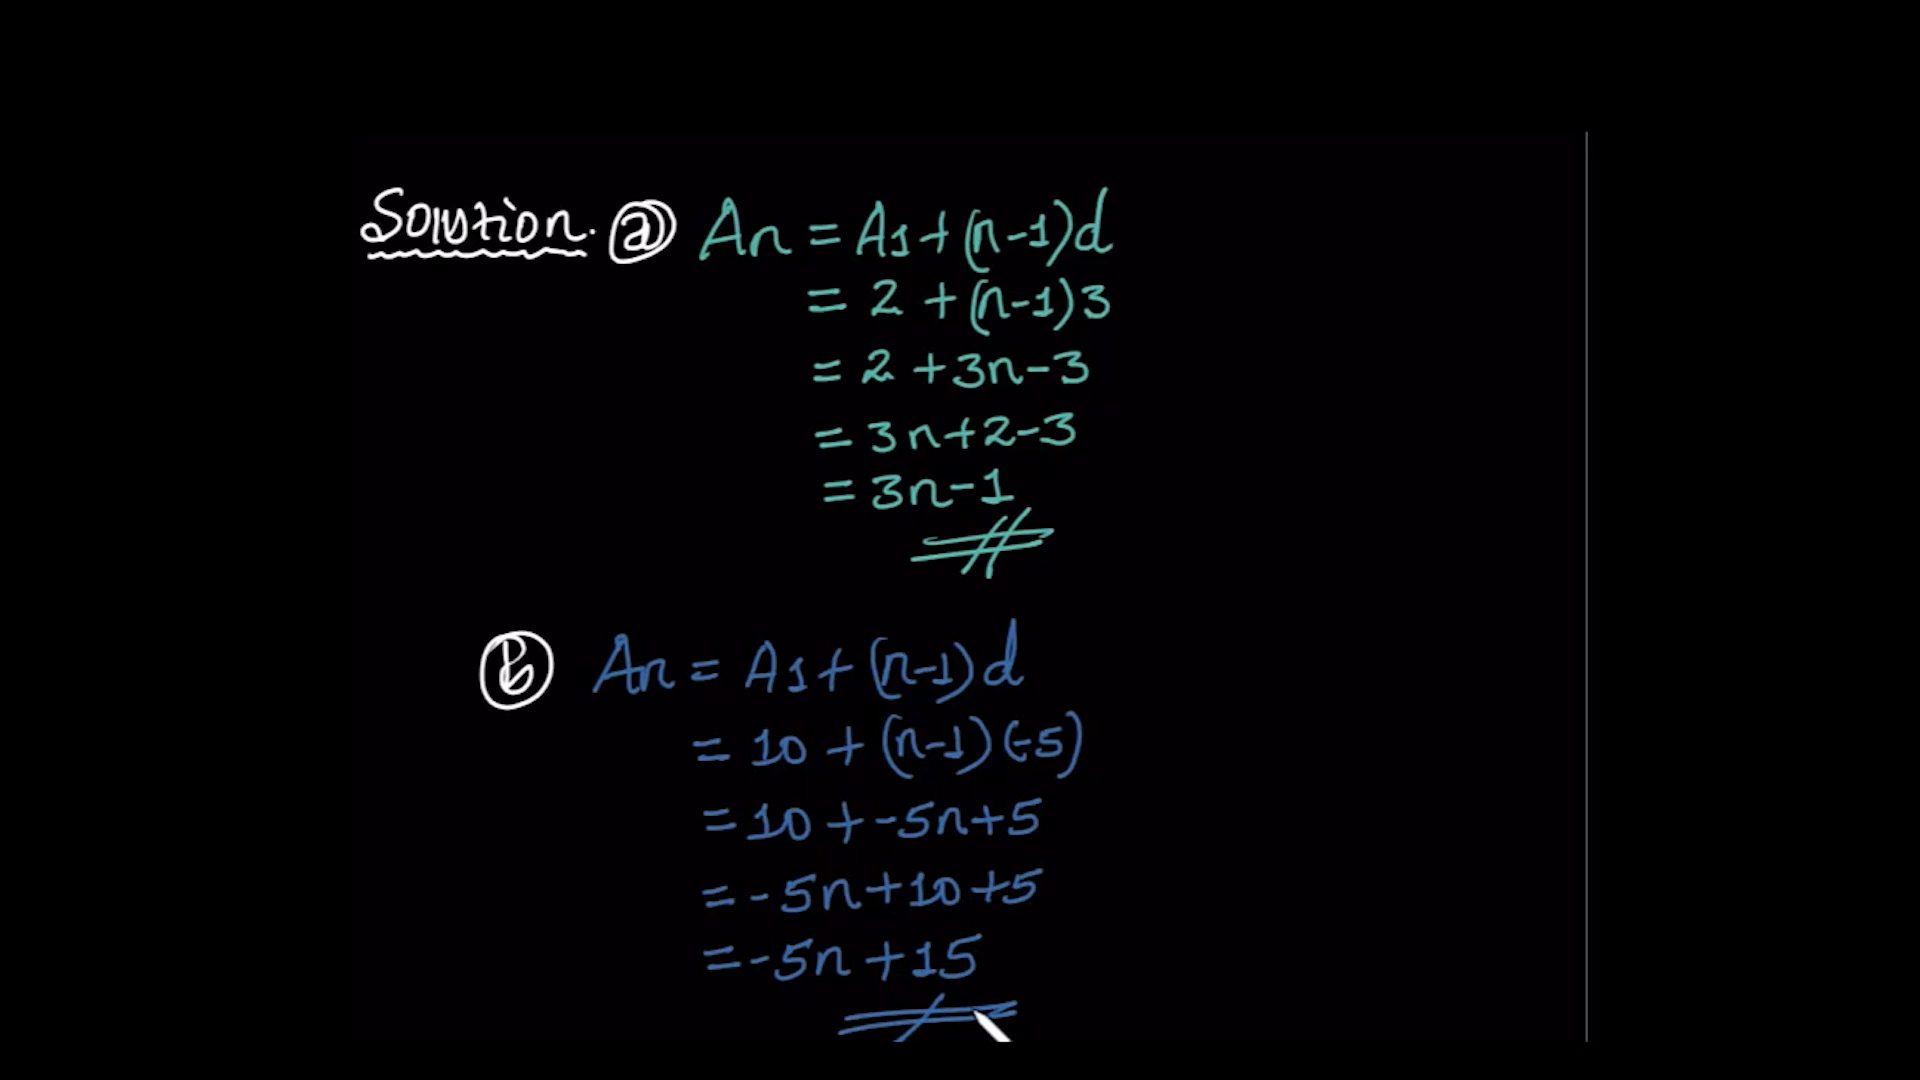 Solution. (a) An = A1 + (n-1)d
= 2 + (n-1)3
= 2 + 3n - 3
= 3n + 2 - 3
= 3n - 1
(b) An = A1 + (n-1)d
= 10 + (n-1)(-5)
= 10 + -5n + 5
= -5n + 10 + 5
= -5n + 15